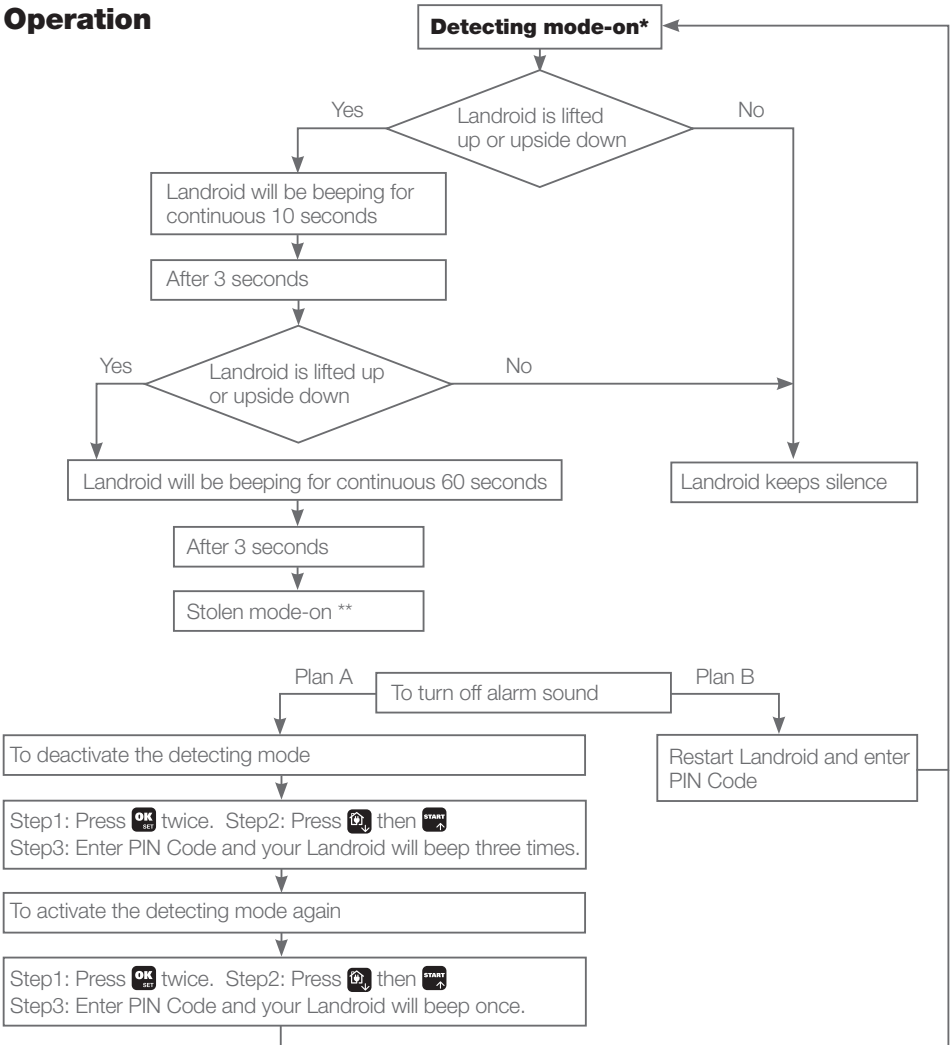 Operation
Detecting mode-on*
Yes
Landroid is lifted
up or upside down
No
Landroid will be beeping for
continuous 10 seconds
After 3 seconds
Yes
Landroid is lifted up
or upside down
No
Landroid will be beeping for continuous 60 seconds
Landroid keeps silence
After 3 seconds
Stolen mode-on **
Plan A
To turn off alarm sound
Plan B
To deactivate the detecting mode
Restart Landroid and enter
PIN Code
Step1: Press OK SET twice. Step2: Press then START
Step3: Enter PIN Code and your Landroid will beep three times.
To activate the detecting mode again
Step1: Press OK SET twice. Step2: Press then START
Step3: Enter PIN Code and your Landroid will beep once.